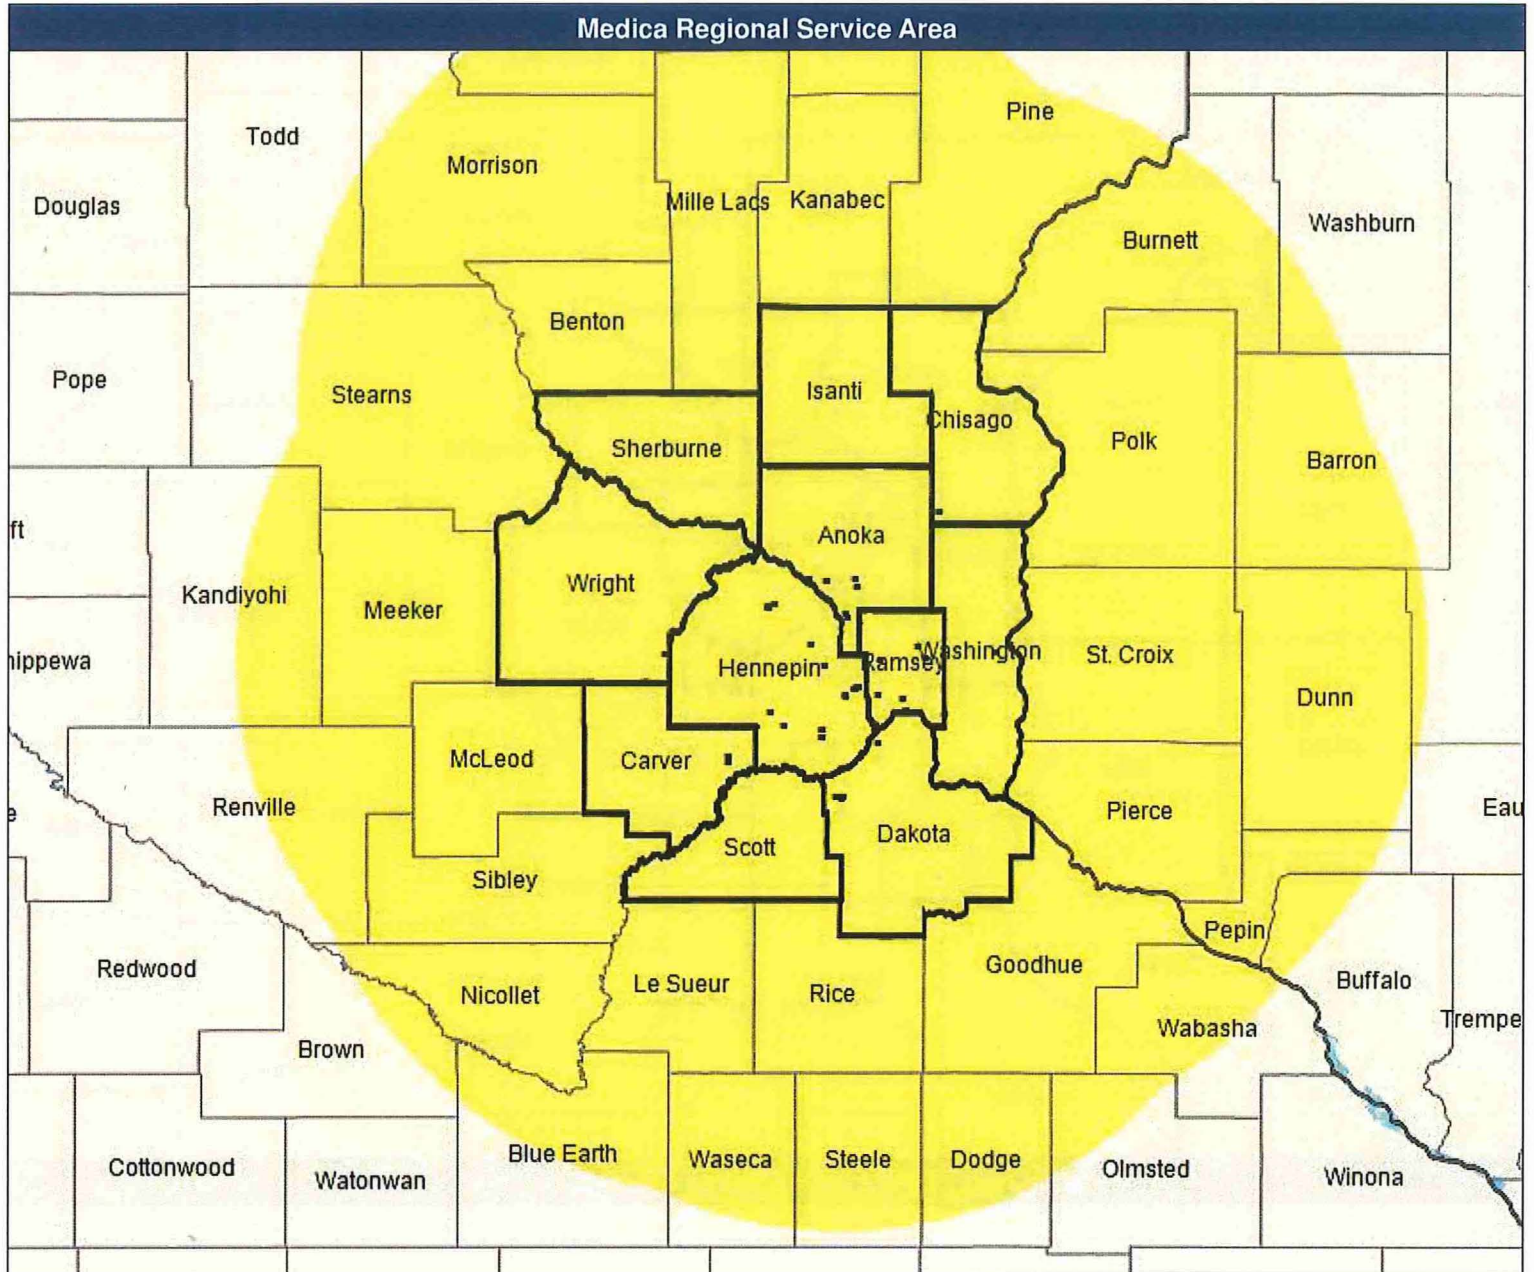 Medica Regional Service Area
Pine
Todd
Morrison
Mille Lacs
Kanabec
Douglas
Washburn
Burnett
Benton
Pope
Stearns
Isanti
Chisago
Sherburne
Polk
Barron
ft
Anoka
Wright
Kandiyohi
Meeker
Washington
St. Croix
hippewa
Hennepin
Ramsey
Dunn
McLeod
Carver
Renville
Pierce
Eau
e
Dakota
Scott
Sibley
Pepin
Goodhue
Redwood
Buffalo
Le Sueur
Rice
Nicollet
Trempe
Wabasha
Brown
Blue Earth
Waseca
Steele
Dodge
Cottonwood
Olmsted
Watonwan
Winona